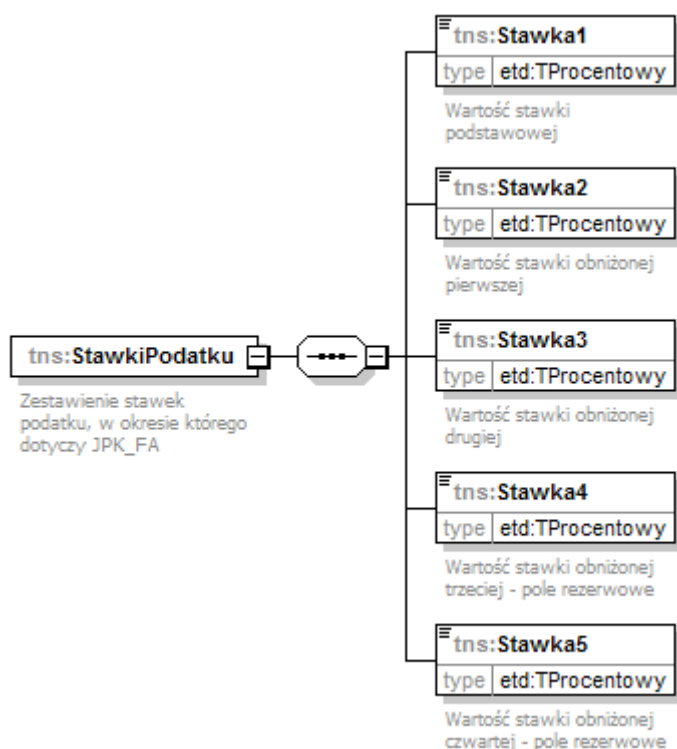 tns:Stawka1
type etd:TProcentowy
Wartość stawki
podstawowej
tns:Stawka2
type etd:TProcentowy
Wartość stawki obniżonej
pierwszej
tns:StawkiPodatku
Zestawienie stawek
podatku, w okresie którego
dotyczy JPK_FA
tns:Stawka3
type etd:TProcentowy
Wartość stawki obniżonej
drugiej
tns:Stawka4
type etd:TProcentowy
Wartość stawki obniżonej
trzeciej - pole rezerwowe
tns:Stawka5
type etd:TProcentowy
Wartość stawki obniżonej
czwartej - pole rezerwowe